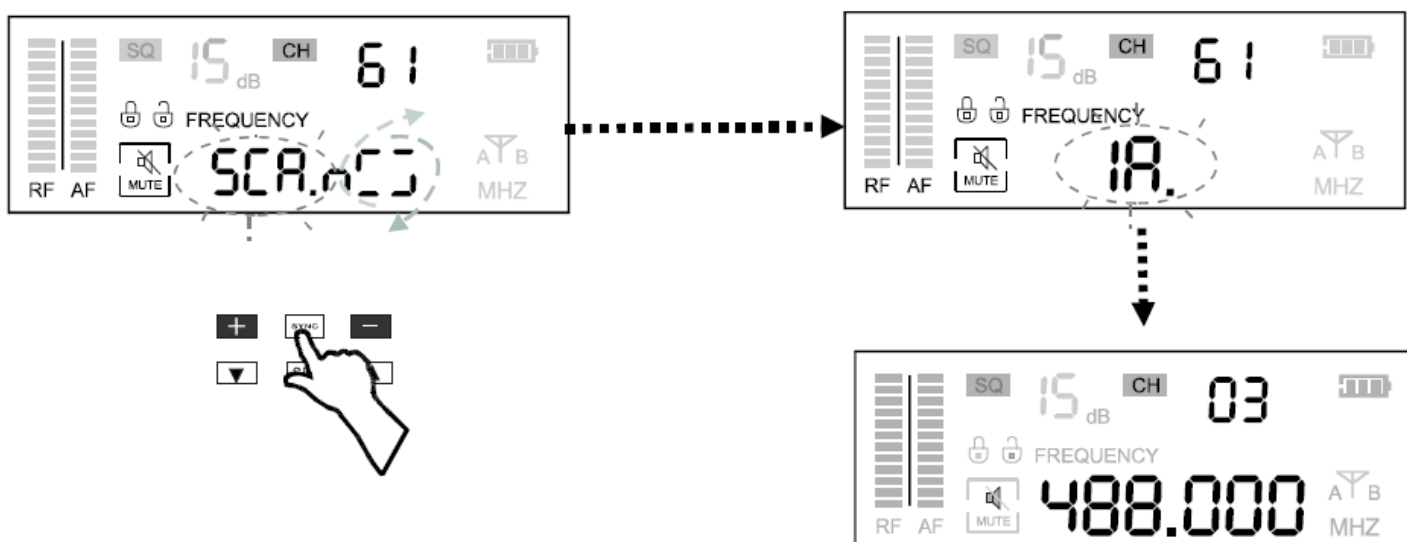 SQ 15 dB CH 61
FREQUENCY
MUTE SCA.n
A B
RF AF MHZ
SQ 15 dB CH 61
FREQUENCY
MUTE 1A.
A B
RF AF MHZ
+ SYNC −
▼
SQ 15 dB CH 03
FREQUENCY
MUTE 488.000 A B
RF AF MHZ